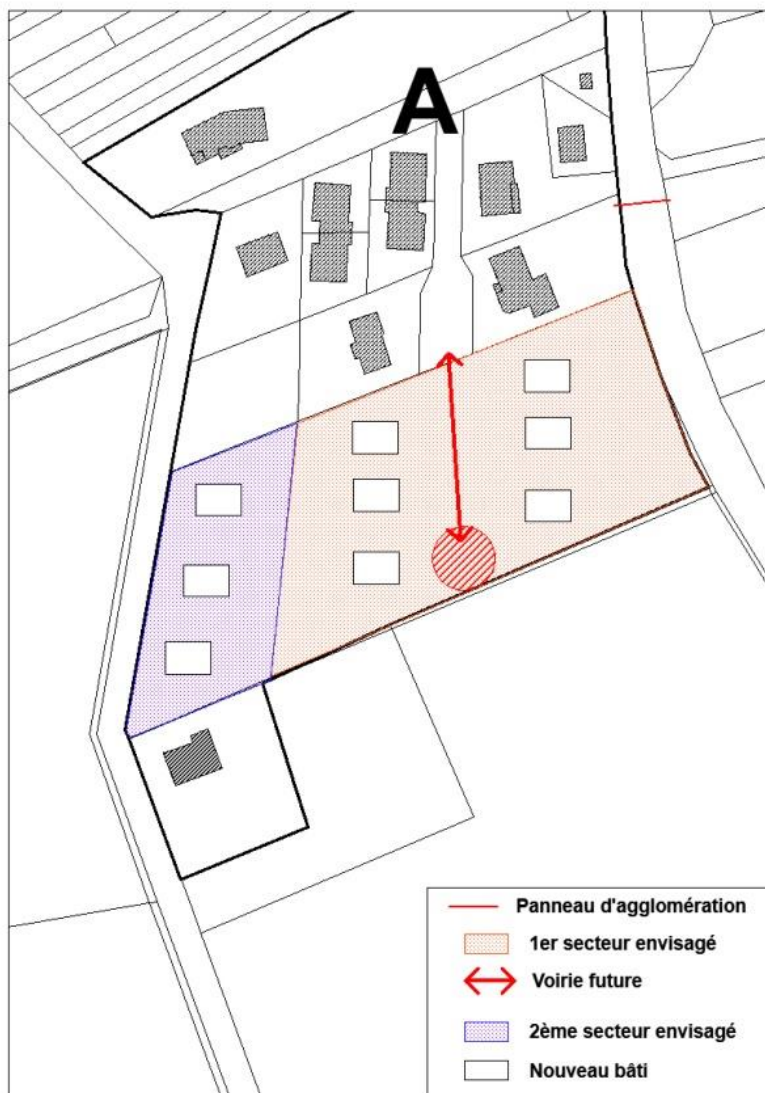 A
Panneau d'agglomération
1er secteur envisagé
Voirie future
2ème secteur envisagé
Nouveau bâti